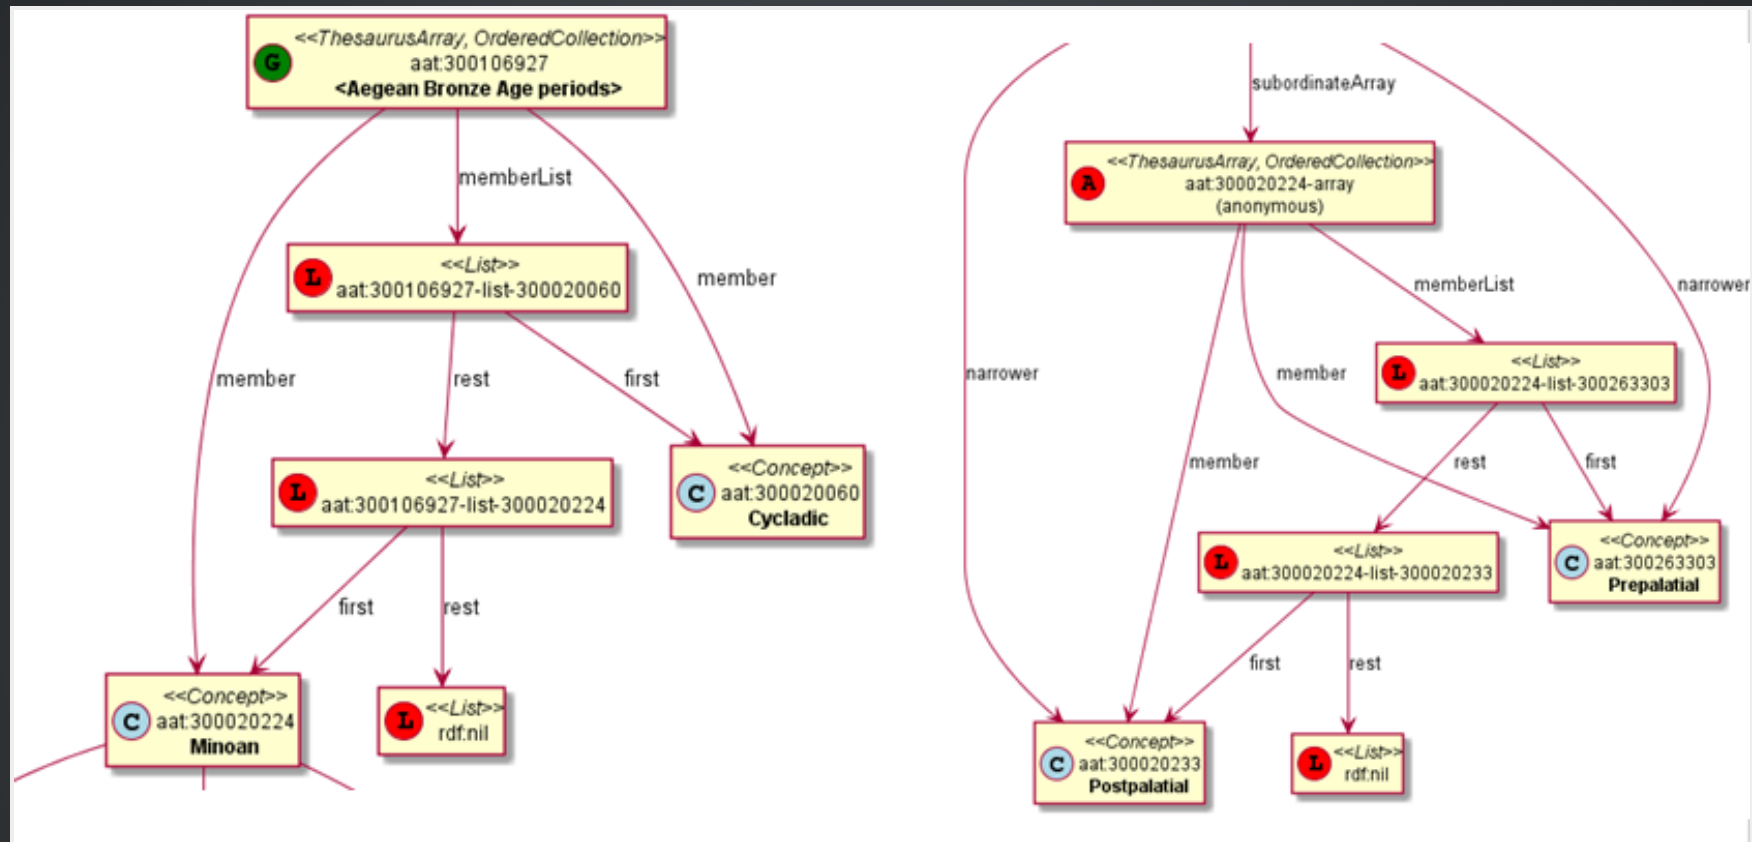 G
<<ThesaurusArray, OrderedCollection>>
aat:300106927
<Aegean Bronze Age periods>
memberList
member
member
L
<<List>>
aat:300106927-list-300020060
rest
first
L
<<List>>
aat:300106927-list-300020224
C
<<Concept>>
aat:300020060
Cycladic
first
rest
C
<<Concept>>
aat:300020224
Minoan
L
<<List>>
rdf:nil
subordinateArray
A
<<ThesaurusArray, OrderedCollection>>
aat:300020224-array
(anonymous)
memberList
narrower
narrower
member
member
L
<<List>>
aat:300020224-list-300263303
rest
first
L
<<List>>
aat:300020224-list-300020233
C
<<Concept>>
aat:300263303
Prepalatial
first
rest
C
<<Concept>>
aat:300020233
Postpalatial
L
<<List>>
rdf:nil